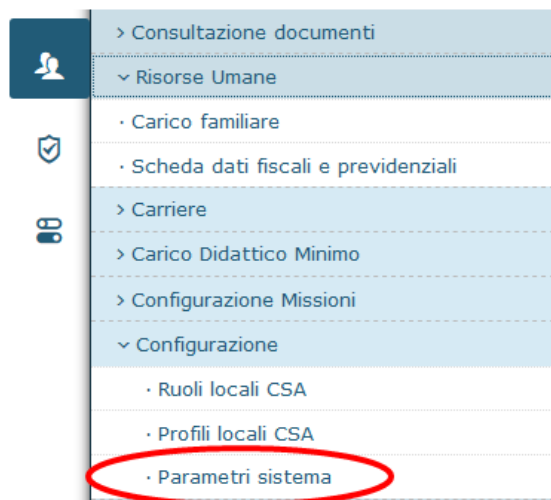 > Consultazione documenti
Risorse Umane
· Carico familiare
· Scheda dati fiscali e previdenziali
> Carriere
> Carico Didattico Minimo
> Configurazione Missioni
Configurazione
· Ruoli locali CSA
· Profili locali CSA
· Parametri sistema